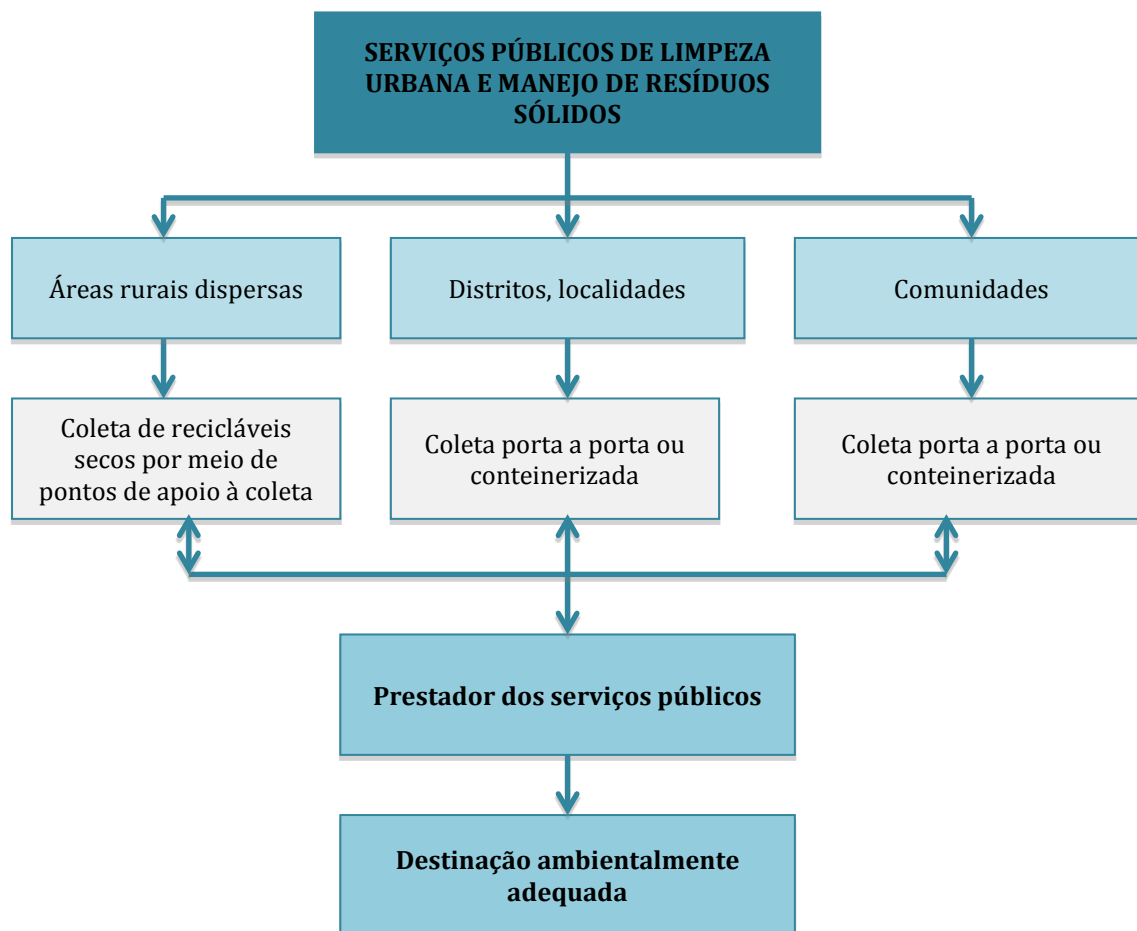 SERVIÇOS PÚBLICOS DE LIMPEZA
URBANA E MANEJO DE RESÍDUOS
SÓLIDOS
Áreas rurais dispersas
Distritos, localidades
Comunidades
Coleta de recicláveis
secos por meio de
pontos de apoio à coleta
Coleta porta a porta ou
conteinerizada
Coleta porta a porta ou
conteinerizada
Prestador dos serviços públicos
Destinação ambientalmente
adequada